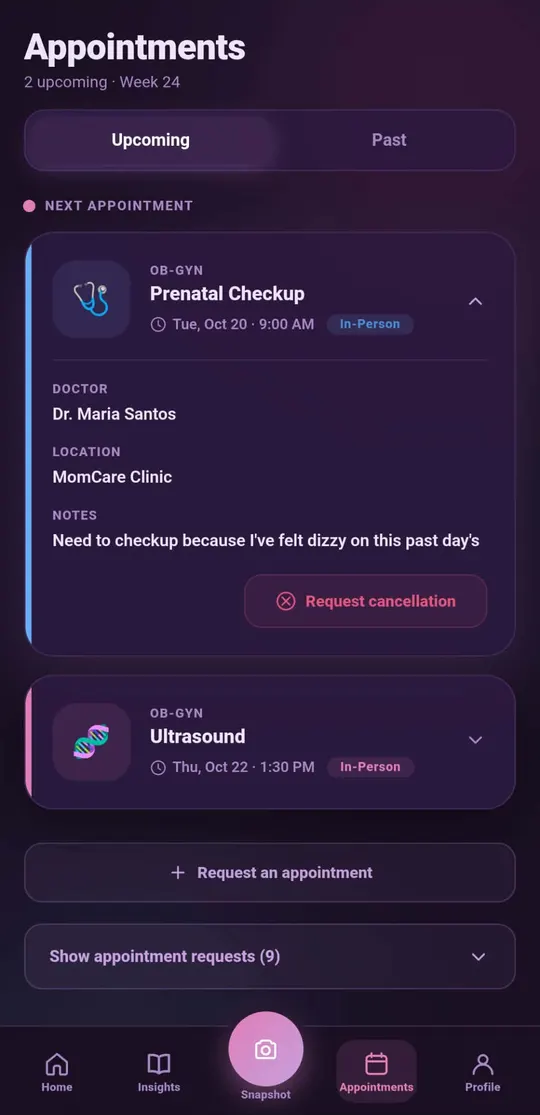 Appointments
2 upcoming · Week 24
Upcoming
Past
NEXT APPOINTMENT
OB-GYN
Prenatal Checkup
Tue, Oct 20 · 9:00 AM
In-Person
DOCTOR
Dr. Maria Santos
LOCATION
MomCare Clinic
NOTES
Need to checkup because I've felt dizzy on this past day's
Request cancellation
OB-GYN
Ultrasound
Thu, Oct 22 · 1:30 PM
In-Person
Request an appointment
Show appointment requests (9)
Home
Insights
Snapshot
Appointments
Profile